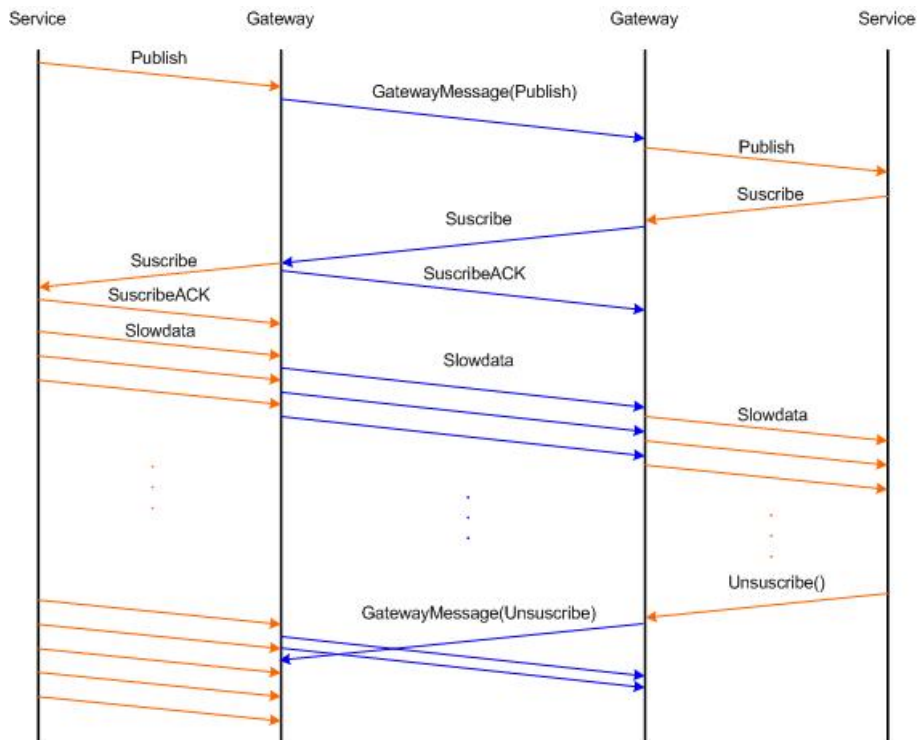 Service
Gateway
Gateway
Service
Publish
GatewayMessage(Publish)
Publish
Suscribe
Suscribe
Suscribe
SuscribeACK
SuscribeACK
Slowdata
Slowdata
Slowdata
Unsuscribe()
GatewayMessage(Unsuscribe)